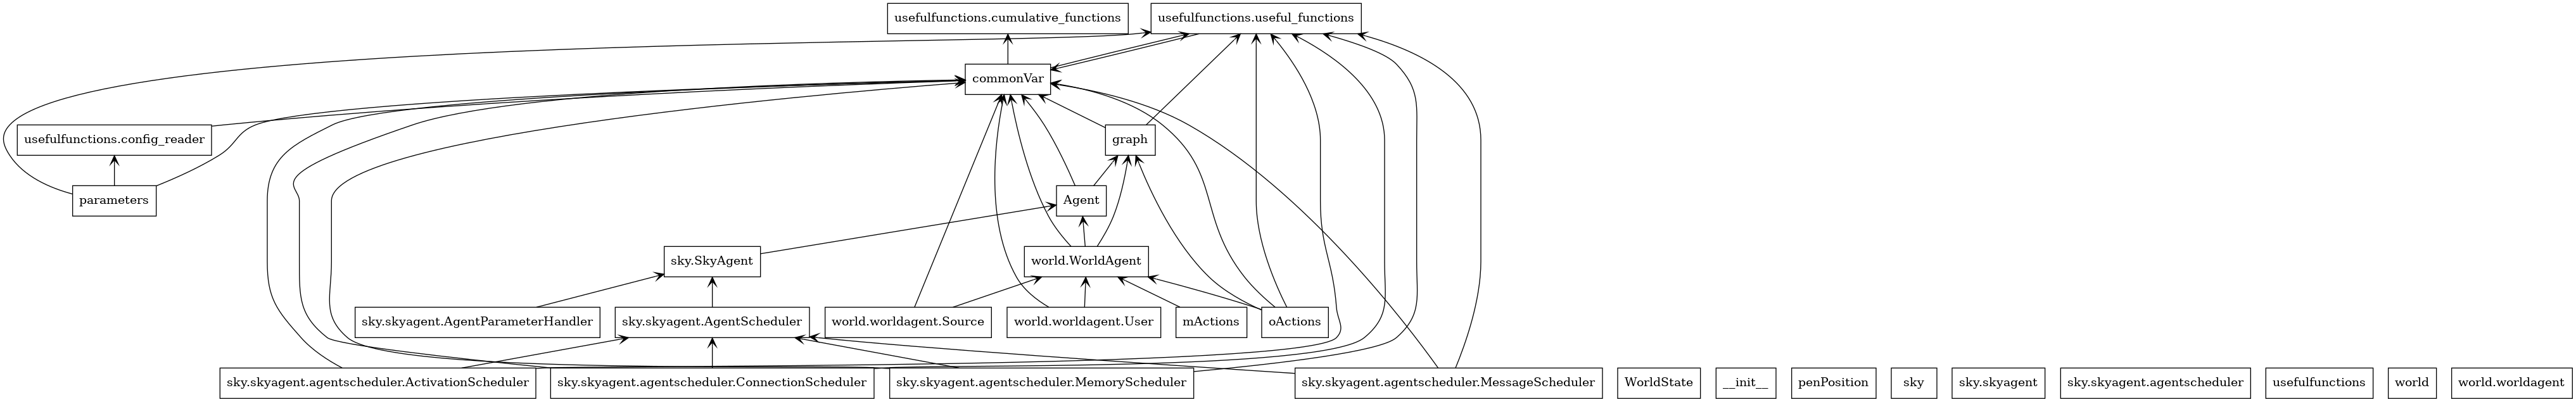 usefulfunctions.cumulative_functions
usefulfunctions.useful_functions
commonVar
usefulfunctions.config_reader
graph
parameters
Agent
sky.SkyAgent
world.WorldAgent
sky.skyagent.AgentParameterHandler
sky.skyagent.AgentScheduler
world.worldagent.Source
world.worldagent.User
mActions
oActions
sky.skyagent.agentscheduler.ActivationScheduler
sky.skyagent.agentscheduler.ConnectionScheduler
sky.skyagent.agentscheduler.MemoryScheduler
sky.skyagent.agentscheduler.MessageScheduler
WorldState
__init__
penPosition
sky
sky.skyagent
sky.skyagent.agentscheduler
usefulfunctions
world
world.worldagent